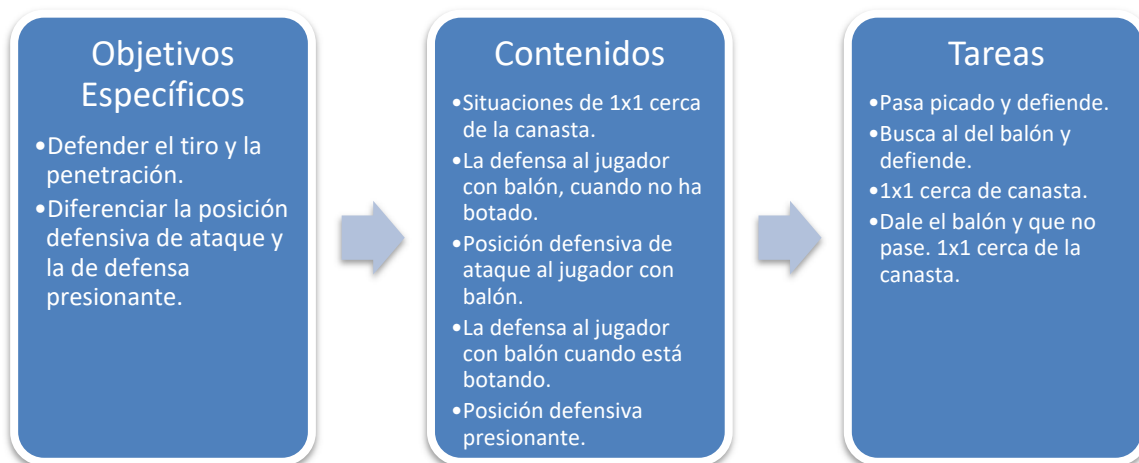 Objetivos
Específicos
•Defender el tiro y la
penetración.
•Diferenciar la posición
defensiva de ataque y
la de defensa
presionante.
Contenidos
•Situaciones de 1x1 cerca
de la canasta.
•La defensa al jugador
con balón, cuando no ha
botado.
•Posición defensiva de
ataque al jugador con
balón.
•La defensa al jugador
con balón cuando está
botando.
•Posición defensiva
presionante.
Tareas
•Pasa picado y defiende.
•Busca al del balón y
defiende.
•1x1 cerca de canasta.
•Dale el balón y que no
pase. 1x1 cerca de la
canasta.